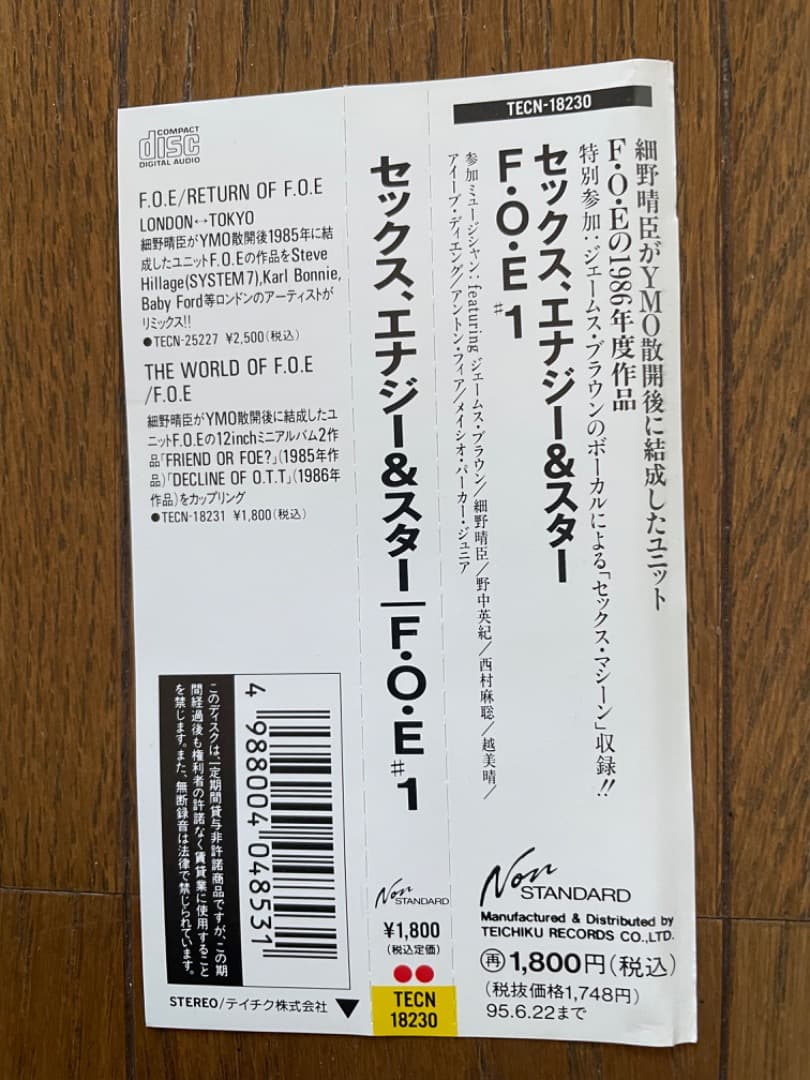 TECN-18230
細野晴臣がYMO散開後に結成したユニット
F・O・Eの1986年度作品
特別参加:ジェームス・ブラウンのボーカルによる「セックス・マシーン」収録!!
セックス、エナジー&スター
F・O・E♯1
参加ミュージシャン:featuring ジェームス・ブラウン/細野晴臣/野中英紀/西村麻聡/越美晴/
アイーブ・ディエング/アントン・フィア/メイシオ・パーカー・ジュニア
Non STANDARD
Manufactured & Distributed by
TEICHIKU RECORDS CO.,LTD.
再1,800円(税込)
(税抜価格1,748円)
95.6.22まで
セックス、エナジー&スター|F・O・E♯1
Non STANDARD
¥1,800
(税込定価)
TECN
18230
COMPACT
disc
DIGITAL AUDIO
F.O.E/RETURN OF F.O.E
LONDON↔TOKYO
細野晴臣がYMO散開後1985年に結
成したユニットF.O.Eの作品をSteve
Hillage(SYSTEM7),Karl Bonnie,
Baby Ford等ロンドンのアーティストが
リミックス!!
●TECN-25227 ¥2,500(税込)
THE WORLD OF F.O.E
/F.O.E
細野晴臣がYMO散開後に結成したユ
ニットF.O.Eの12inchミニアルバム2作
品「FRIEND OR FOE?」(1985年作
品)「DECLINE OF O.T.T」(1986年
作品)をカップリング
●TECN-18231 ¥1,800(税込)
4 988004 048531
このディスクは、一定期間貸与非許諾商品ですが、この期
間経過後も権利者の許諾なく賃貸業に使用すること
を禁じます。また、無断録音は法律で禁じられています。
STEREO/テイチク株式会社▼